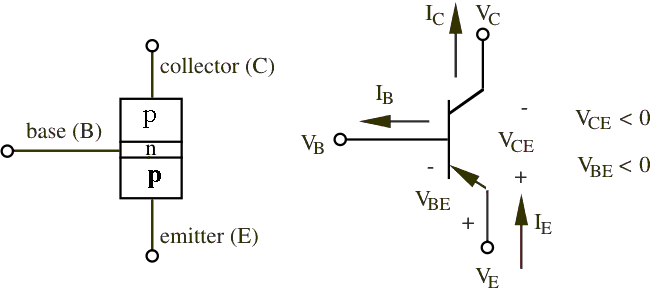 collector (C)
p
base (B)
n
p
emitter (E)
I_C
V_C
I_B
V_B
-
V_CE
+
V_CE < 0
V_BE < 0
-
V_BE
+
I_E
V_E